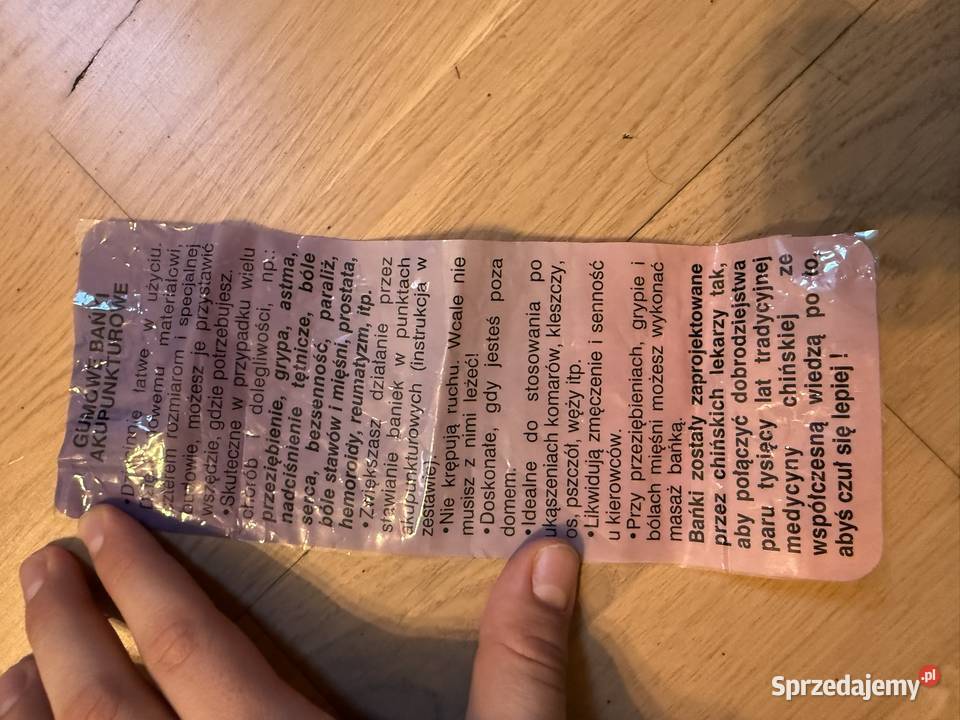 GUMOWE BAŃKI
AKUPUNKTUROWE
łatwe w użyciu.
materiałowi,
rozmiarom i specjalnej
budowie, możesz je przystawić
wszędzie, gdzie potrzebujesz.
• Skuteczne w przypadku wielu
chorób i dolegliwości, np.:
przeziębienie, grypa, astma,
nadciśnienie tętnicze, bóle
serca, bezsenność, paraliż,
bóle stawów i mięśni, prostata,
hemoroidy, reumatyzm, itp.
• Zwiększasz działanie przez
stawianie baniek w punktach
akupunkturowych (instrukcja w
zestawie)
• Nie krępują ruchu. Wcale nie
musisz z nimi leżeć!
• Doskonałe, gdy jesteś poza
domem.
• Idealne do stosowania po
ukąszeniach komarów, kleszczy,
os, pszczół, węży itp.
• Likwidują zmęczenie i senność
u kierowców.
• Przy przeziębieniach, grypie i
bólach mięśni możesz wykonać
masaż bańką.
Bańki zostały zaprojektowane
przez chińskich lekarzy tak,
aby połączyć dobrodziejstwa
paru tysięcy lat tradycyjnej
medycyny chińskiej ze
współczesną wiedzą po to,
abyś czuł się lepiej !
Sprzedajemy.pl